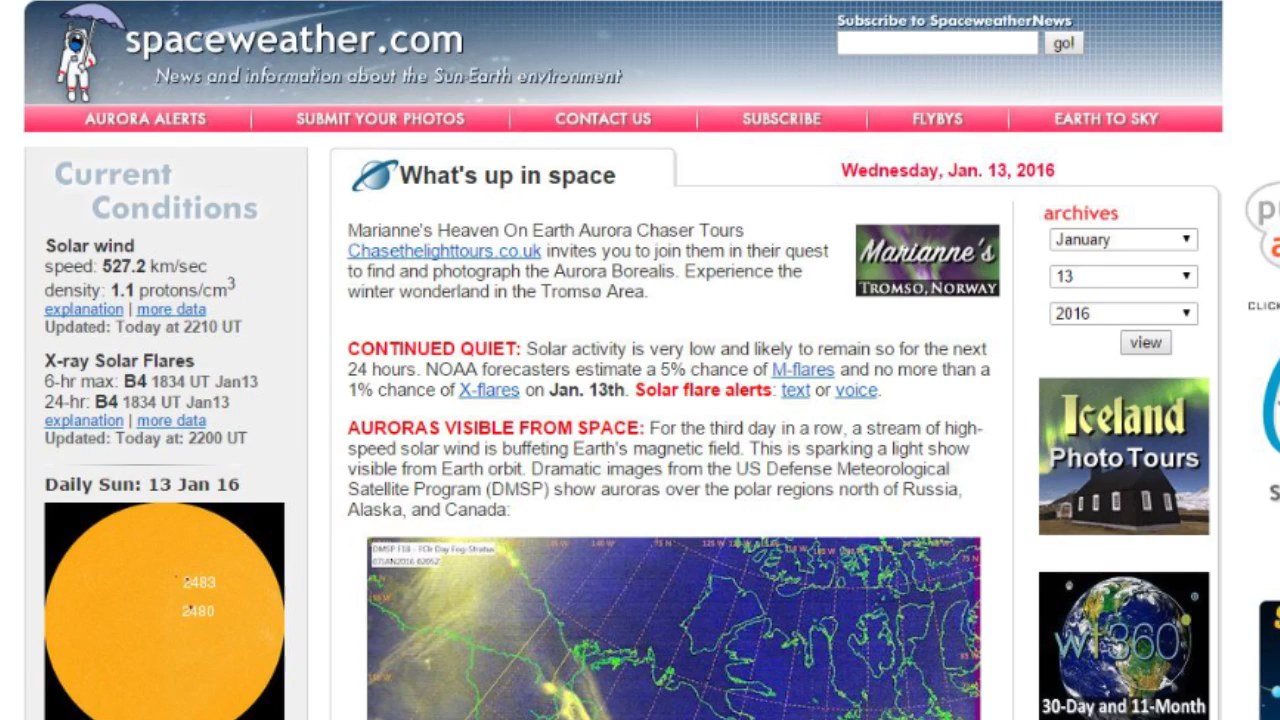 spaceweather.com
News and information about the Sun-Earth environment
Subscribe to SpaceweatherNews
go!
AURORA ALERTS
SUBMIT YOUR PHOTOS
CONTACT US
SUBSCRIBE
FLYBYS
EARTH TO SKY
Current
Conditions
Solar wind
speed: 527.2 km/sec
density: 1.1 protons/cm3
explanation | more data
Updated: Today at 2210 UT
X-ray Solar Flares
6-hr max: B4 1834 UT Jan13
24-hr: B4 1834 UT Jan13
explanation | more data
Updated: Today at: 2200 UT
Daily Sun: 13 Jan 16
2483
2480
What's up in space
Wednesday, Jan. 13, 2016
Marianne's Heaven On Earth Aurora Chaser Tours
Chasethelighttours.co.uk invites you to join them in their quest
to find and photograph the Aurora Borealis. Experience the
winter wonderland in the Tromsø Area.
Marianne's
TROMSO, NORWAY
CONTINUED QUIET: Solar activity is very low and likely to remain so for the next
24 hours. NOAA forecasters estimate a 5% chance of M-flares and no more than a
1% chance of X-flares on Jan. 13th. Solar flare alerts: text or voice.
AURORAS VISIBLE FROM SPACE: For the third day in a row, a stream of high-
speed solar wind is buffeting Earth's magnetic field. This is sparking a light show
visible from Earth orbit. Dramatic images from the US Defense Meteorological
Satellite Program (DMSP) show auroras over the polar regions north of Russia,
Alaska, and Canada:
archives
January
13
2016
view
Iceland
Photo Tours
30-Day and 11-Month